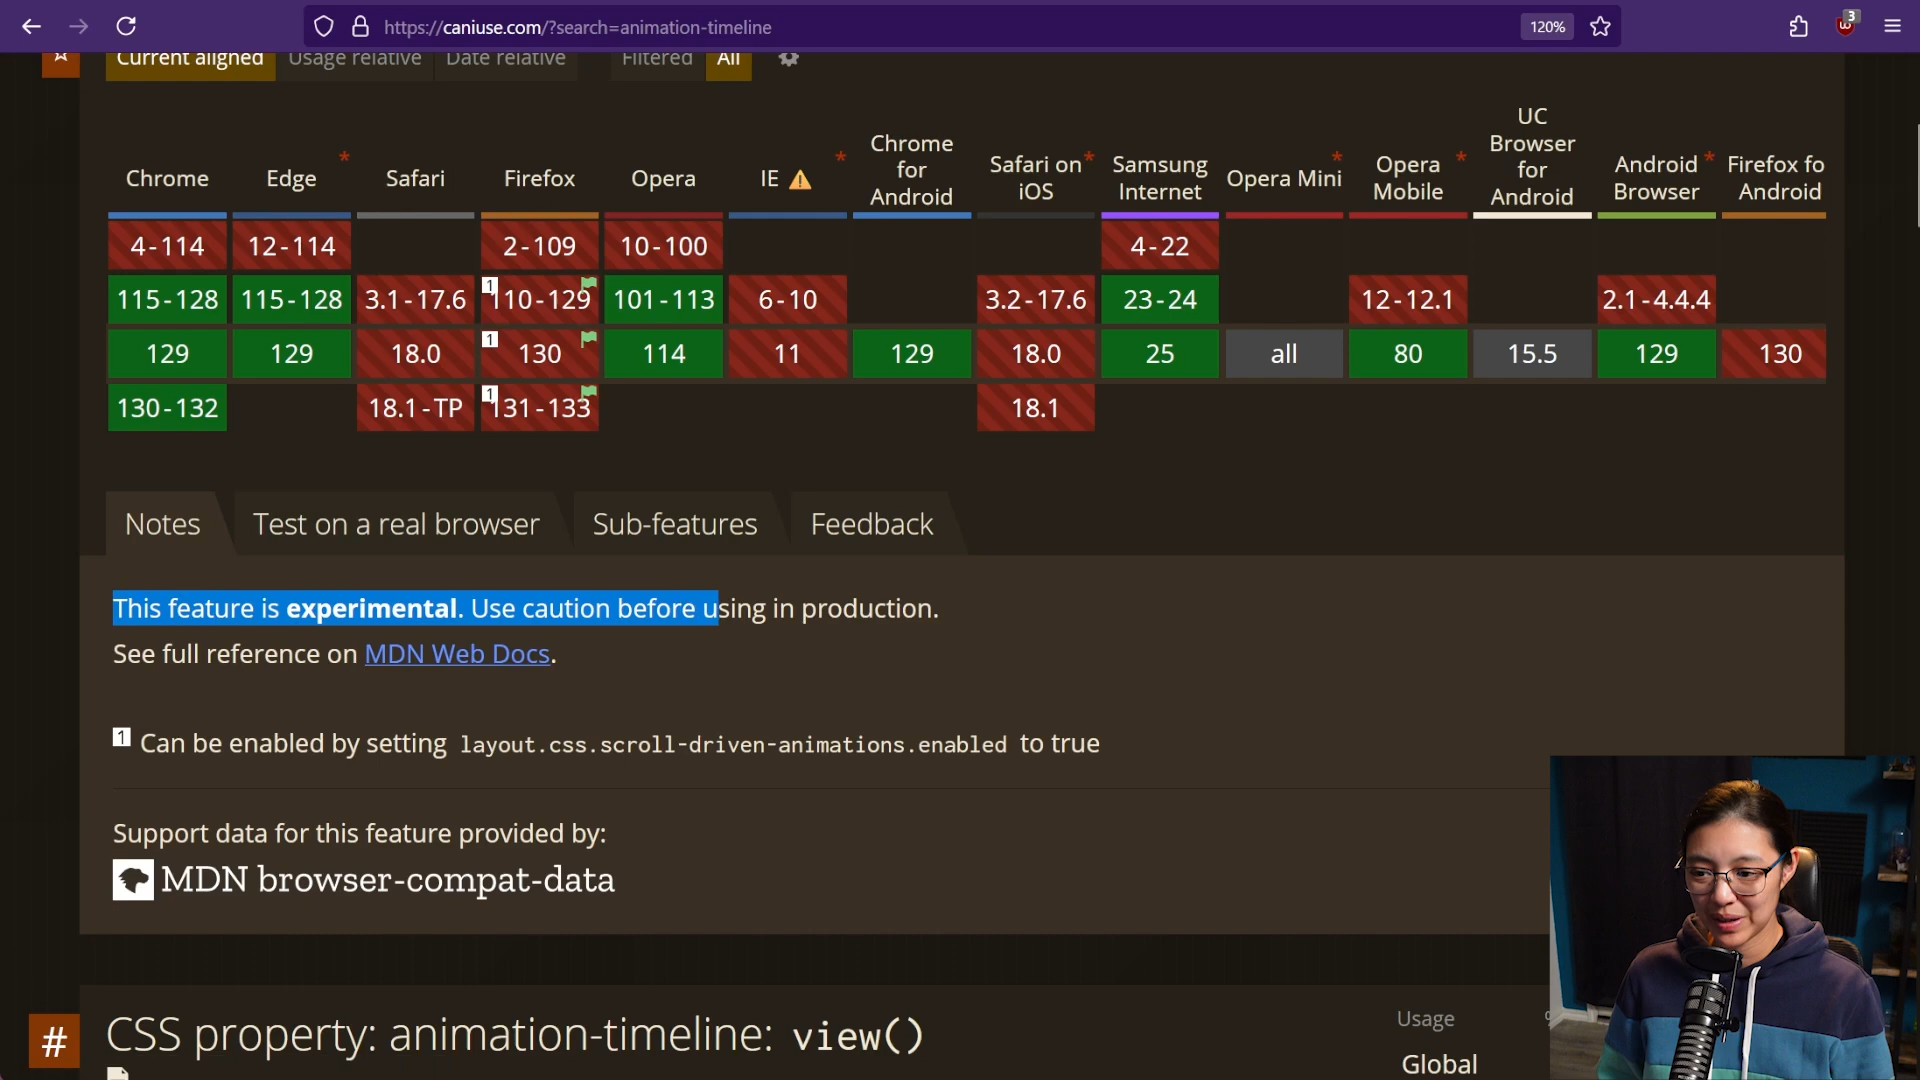 https://caniuse.com/?search=animation-timeline
120%
3
Current aligned
Usage relative
Date relative
Filtered
All
Chrome
Edge
*
Safari
Firefox
Opera
IE
*
Chrome for Android
Safari on iOS
*
Samsung Internet
Opera Mini
*
Opera Mobile
*
UC Browser for Android
Android Browser
*
Firefox fo Android
4-114
12-114
2-109
10-100
4-22
115-128
115-128
3.1-17.6
1
110-129
101-113
6-10
3.2-17.6
23-24
12-12.1
2.1-4.4.4
129
129
18.0
1
130
114
11
129
18.0
25
all
80
15.5
129
130
130-132
18.1-TP
1
131-133
18.1
Notes
Test on a real browser
Sub-features
Feedback
This feature is experimental. Use caution before using in production.
See full reference on MDN Web Docs.
1 Can be enabled by setting layout.css.scroll-driven-animations.enabled to true
Support data for this feature provided by:
MDN browser-compat-data
#
CSS property: animation-timeline: view()
Usage
Global